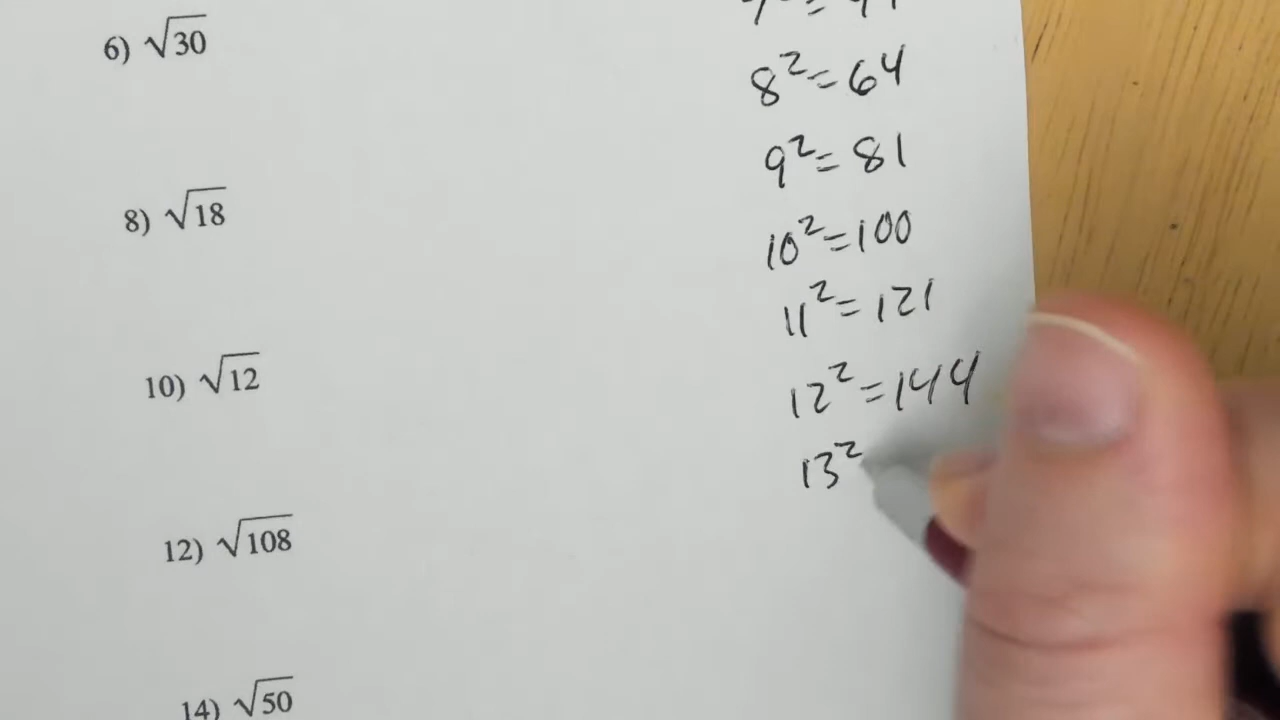 6) √30
8) √18
10) √12
12) √108
14) √50
8² = 64
9² = 81
10² = 100
11² = 121
12² = 144
13²